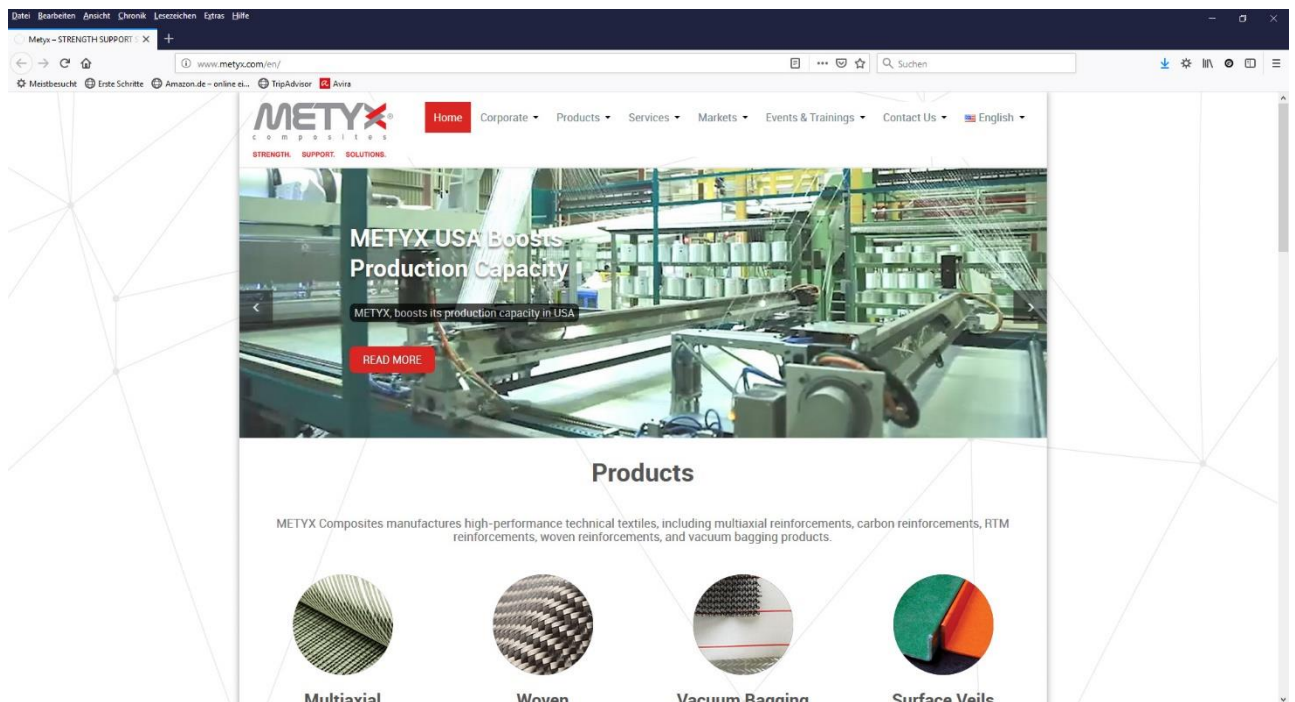 Datei Bearbeiten Ansicht Chronik Lesezeichen Extras Hilfe
Metyx – STRENGTH SUPPORT S
www.metyx.com/en/
Suchen
Meistbesucht Erste Schritte Amazon.de – online ei... TripAdvisor Avira
METYX®
composites
STRENGTH. SUPPORT. SOLUTIONS.
Home Corporate Products Services Markets Events & Trainings Contact Us English
METYX USA Boosts
Production Capacity
METYX, boosts its production capacity in USA
READ MORE
Products
METYX Composites manufactures high-performance technical textiles, including multiaxial reinforcements, carbon reinforcements, RTM
reinforcements, woven reinforcements, and vacuum bagging products.
Multiaxial Woven Vacuum Bagging Surface Veils